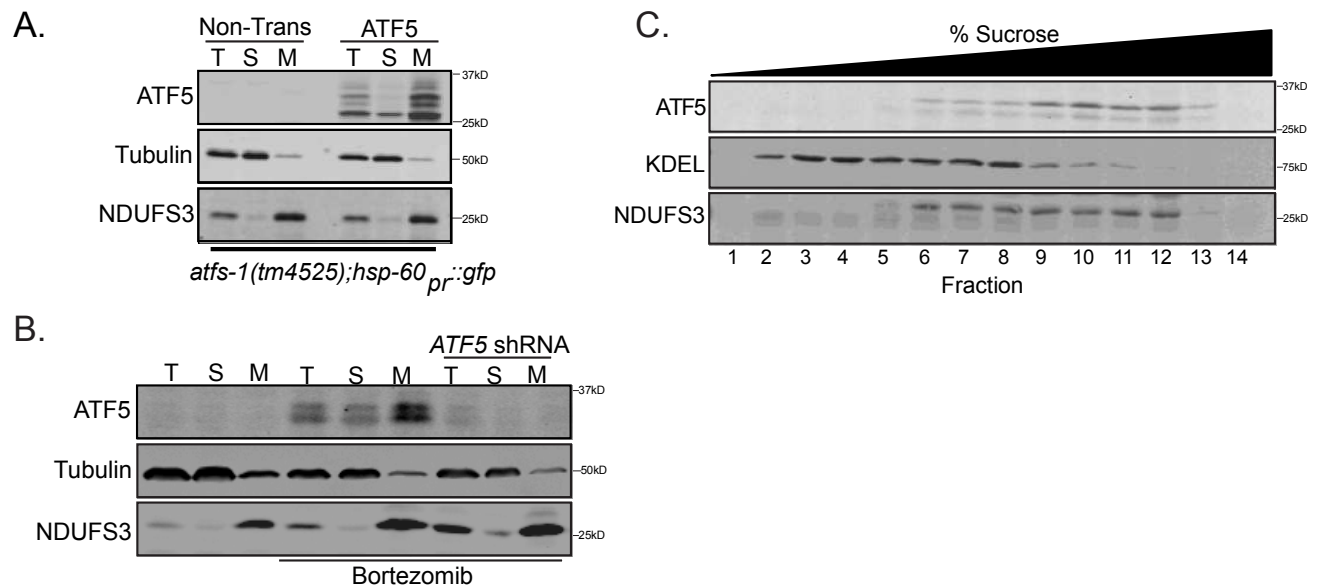 A.
Non-Trans ATF5
T S M T S M
ATF5
37kD
25kD
Tubulin
50kD
NDUFS3
25kD
atfs-1(tm4525);hsp-60pr::gfp
B.
ATF5 shRNA
T S M T S M T S M
ATF5
37kD
Tubulin
50kD
NDUFS3
25kD
Bortezomib
C.
% Sucrose
ATF5
37kD
25kD
KDEL
75kD
NDUFS3
25kD
1 2 3 4 5 6 7 8 9 10 11 12 13 14
Fraction